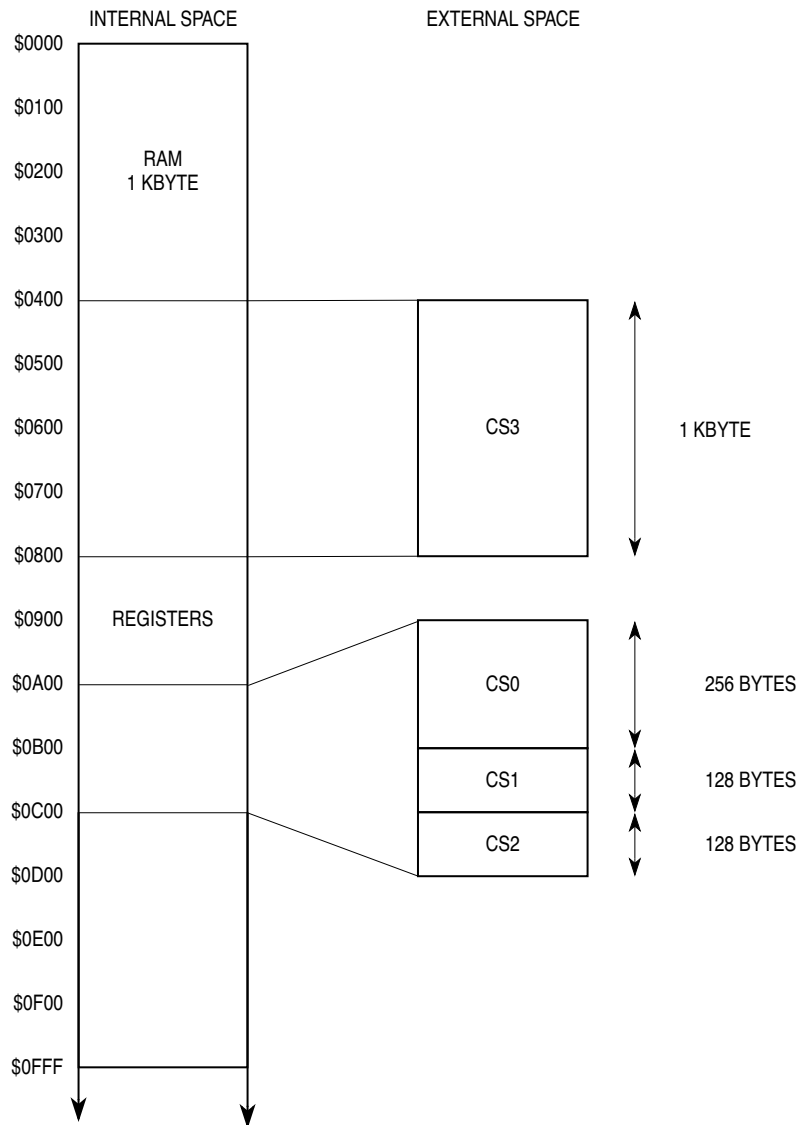 INTERNAL SPACE EXTERNAL SPACE
$0000
$0100
RAM
1 KBYTE
$0200
$0300
$0400
$0500
$0600 CS3 1 KBYTE
$0700
$0800
$0900 REGISTERS
$0A00 CS0 256 BYTES
$0B00
CS1 128 BYTES
$0C00
CS2 128 BYTES
$0D00
$0E00
$0F00
$0FFF